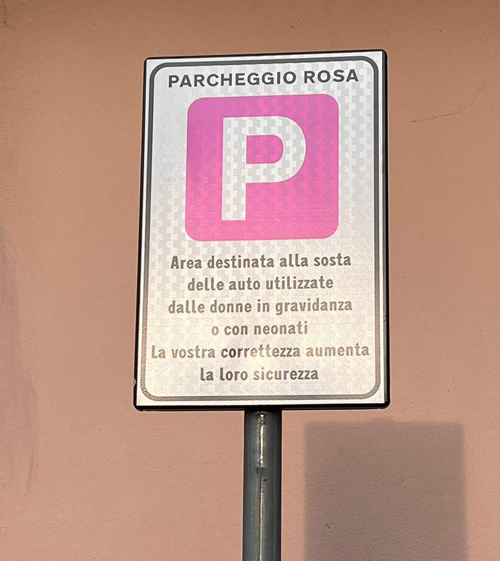 PARCHEGGIO ROSA
P
Area destinata alla sosta
delle auto utilizzate
dalle donne in gravidanza
o con neonati
La vostra correttezza aumenta
la loro sicurezza